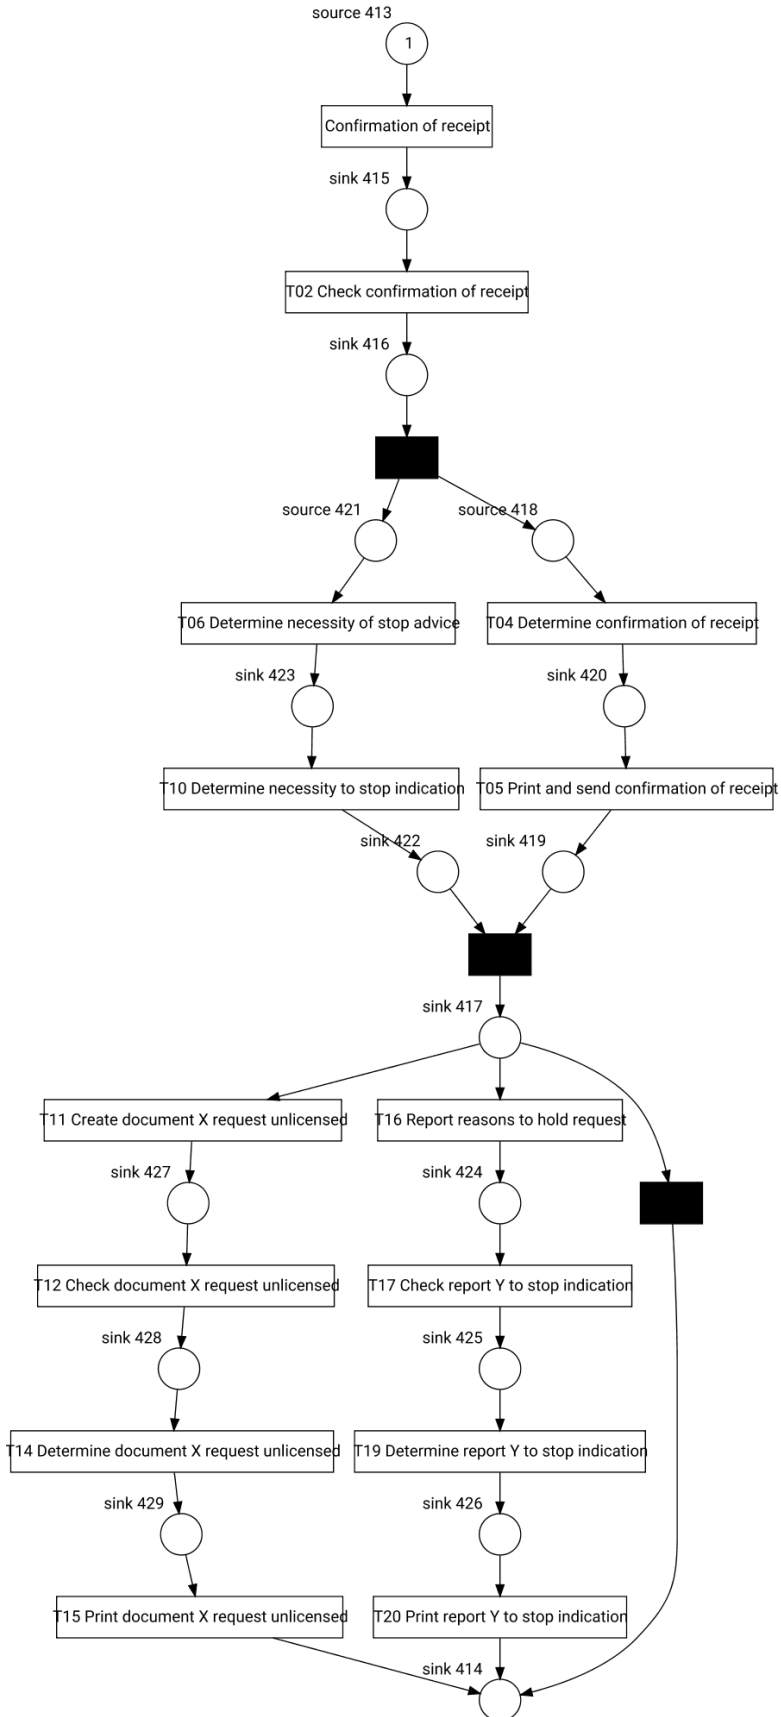 source 413
1
Confirmation of receipt
sink 415
T02 Check confirmation of receipt
sink 416
source 421
source 418
T06 Determine necessity of stop advice
T04 Determine confirmation of receipt
sink 423
sink 420
T10 Determine necessity to stop indication
T05 Print and send confirmation of receipt
sink 422
sink 419
sink 417
T11 Create document X request unlicensed
T16 Report reasons to hold request
sink 427
sink 424
T12 Check document X request unlicensed
T17 Check report Y to stop indication
sink 428
sink 425
T14 Determine document X request unlicensed
T19 Determine report Y to stop indication
sink 429
sink 426
T15 Print document X request unlicensed
T20 Print report Y to stop indication
sink 414